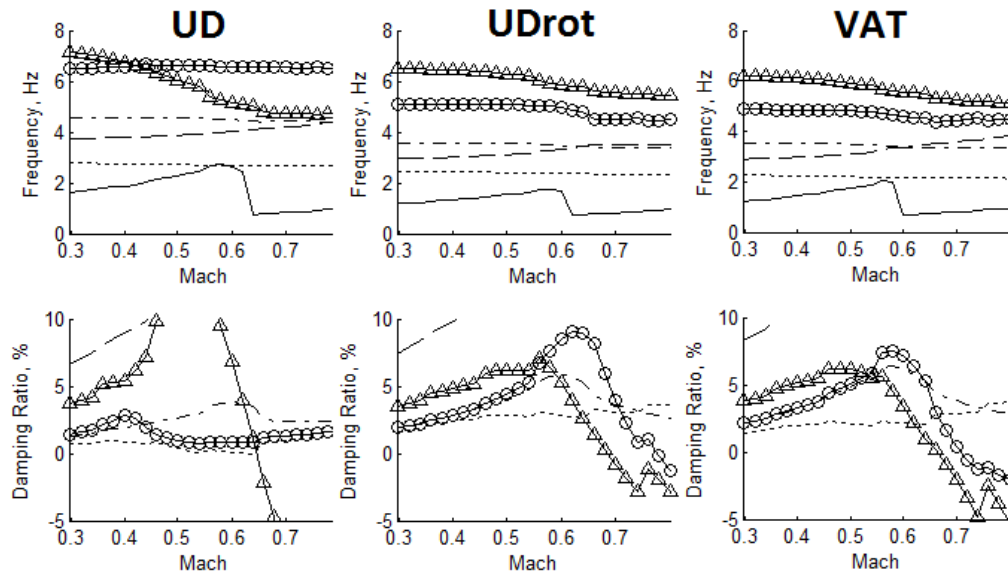 UD UDrot VAT
8 8 8
6 6 6
4 4 4
2 2 2
0 0 0
Frequency, Hz Frequency, Hz Frequency, Hz
0.3 0.4 0.5 0.6 0.7 0.3 0.4 0.5 0.6 0.7 0.3 0.4 0.5 0.6 0.7
Mach Mach Mach
10 10 10
5 5 5
0 0 0
-5 -5 -5
Damping Ratio, % Damping Ratio, % Damping Ratio, %
0.3 0.4 0.5 0.6 0.7 0.3 0.4 0.5 0.6 0.7 0.3 0.4 0.5 0.6 0.7
Mach Mach Mach